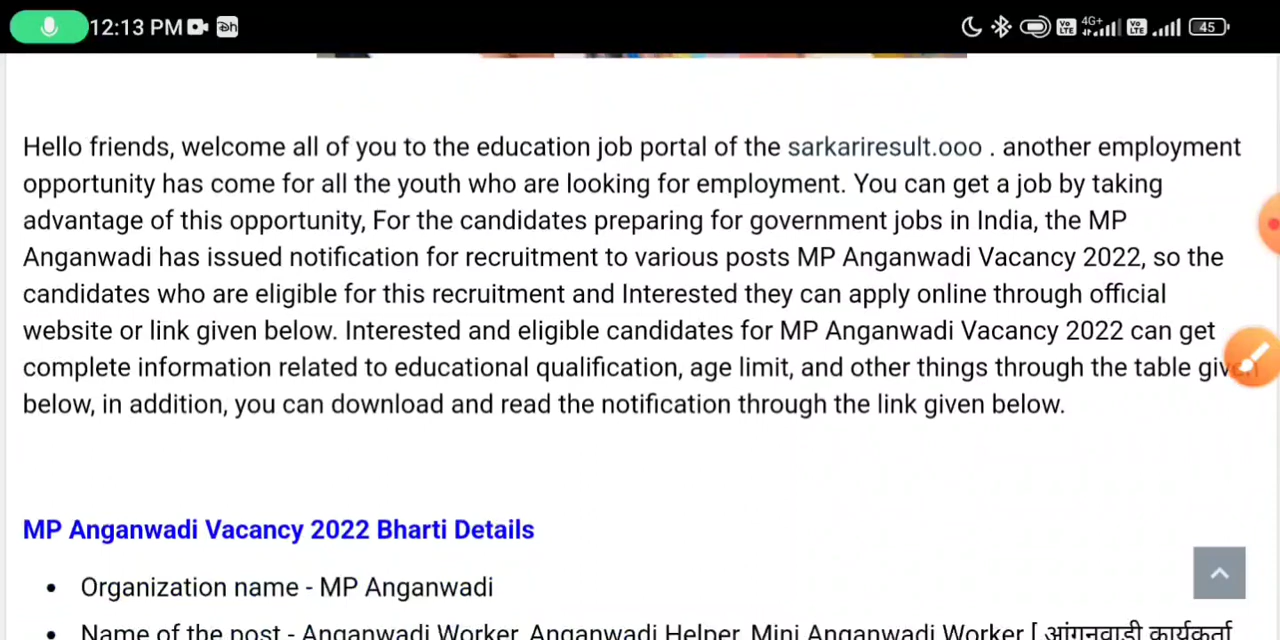 12:13 PM
4G+
Vo LTE
Vo LTE
45
Hello friends, welcome all of you to the education job portal of the sarkariresult.ooo . another employment
opportunity has come for all the youth who are looking for employment. You can get a job by taking
advantage of this opportunity, For the candidates preparing for government jobs in India, the MP
Anganwadi has issued notification for recruitment to various posts MP Anganwadi Vacancy 2022, so the
candidates who are eligible for this recruitment and Interested they can apply online through official
website or link given below. Interested and eligible candidates for MP Anganwadi Vacancy 2022 can get
complete information related to educational qualification, age limit, and other things through the table given
below, in addition, you can download and read the notification through the link given below.
MP Anganwadi Vacancy 2022 Bharti Details
• Organization name - MP Anganwadi
• Name of the post - Anganwadi Worker, Anganwadi Helper, Mini Anganwadi Worker [ आंगनवाड़ी कार्यकर्ता